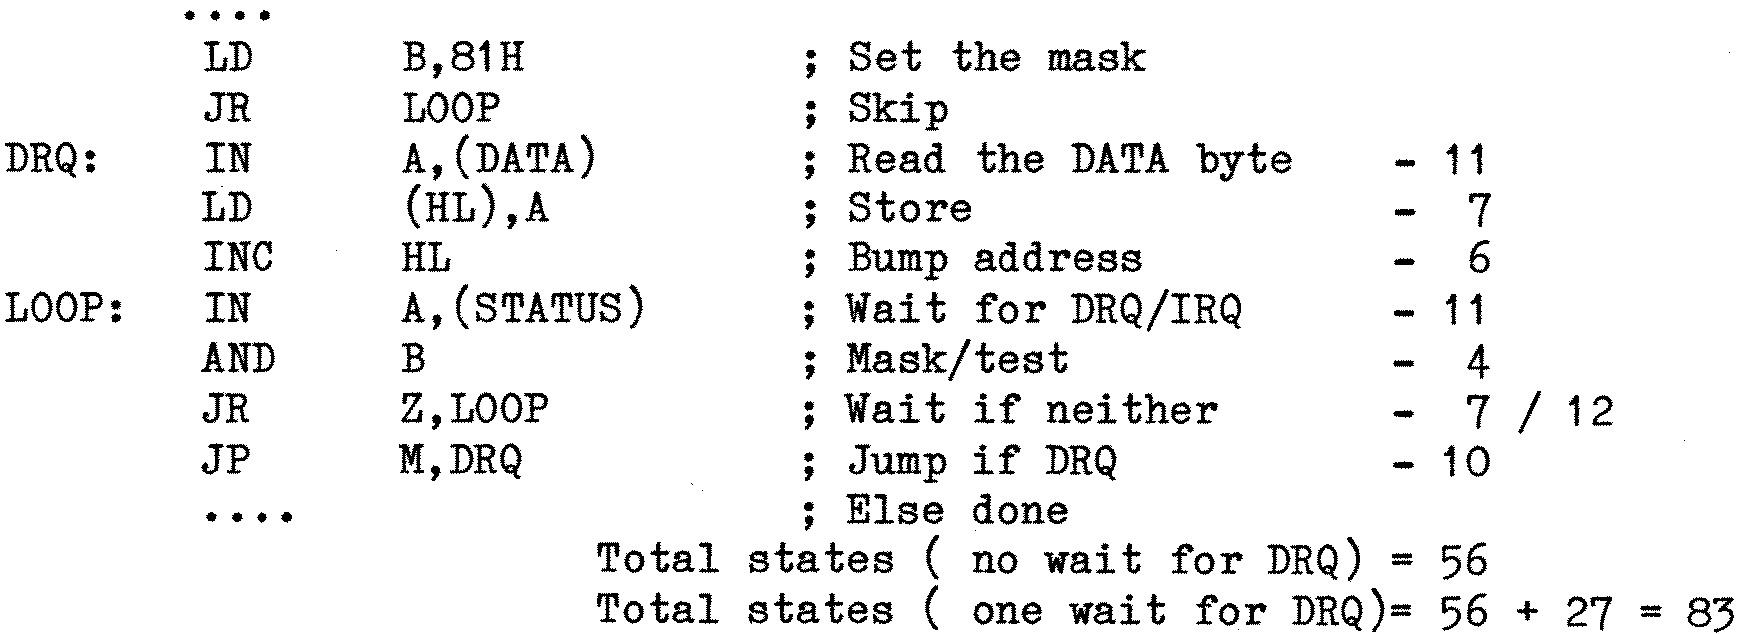 ....
LD B,81H ; Set the mask
JR LOOP ; Skip
DRQ: IN A,(DATA) ; Read the DATA byte - 11
LD (HL),A ; Store - 7
INC HL ; Bump address - 6
LOOP: IN A,(STATUS) ; Wait for DRQ/IRQ - 11
AND B ; Mask/test - 4
JR Z,LOOP ; Wait if neither - 7 / 12
JP M,DRQ ; Jump if DRQ - 10
.... ; Else done
Total states ( no wait for DRQ) = 56
Total states ( one wait for DRQ)= 56 + 27 = 83